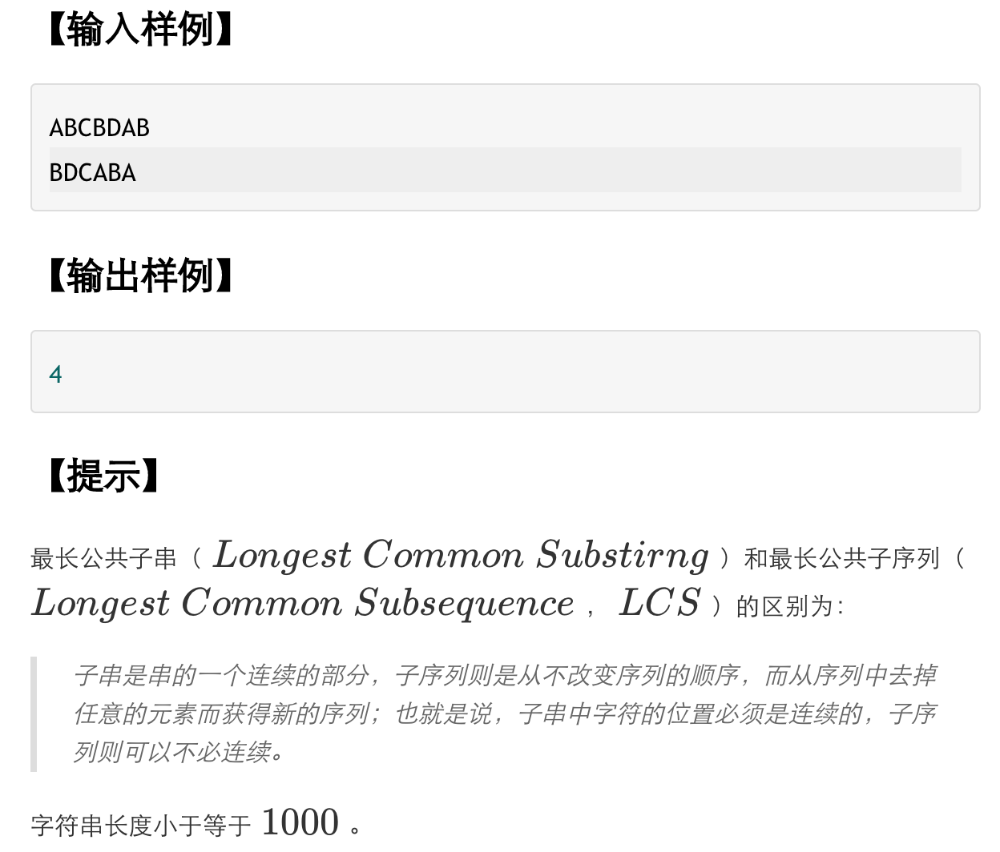 【输入样例】
ABCBDAB
BDCABA
【输出样例】
4
【提示】
最长公共子串（ Longest Common Substirng ）和最长公共子序列（
Longest Common Subsequence ， LCS ）的区别为：
子串是串的一个连续的部分，子序列则是从不改变序列的顺序，而从序列中去掉
任意的元素而获得新的序列；也就是说，子串中字符的位置必须是连续的，子序
列则可以不必连续。
字符串长度小于等于 1000 。